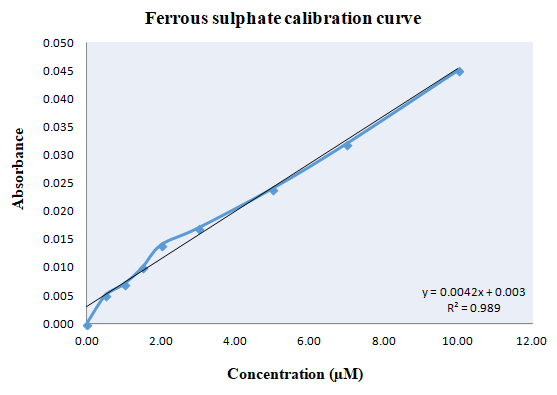 Ferrous sulphate calibration curve
0.050
0.045
0.040
0.035
0.030
0.025
0.020
0.015
0.010
0.005
0.000
Absorbance
y = 0.0042x + 0.003
R² = 0.989
0.00 2.00 4.00 6.00 8.00 10.00 12.00
Concentration (µM)